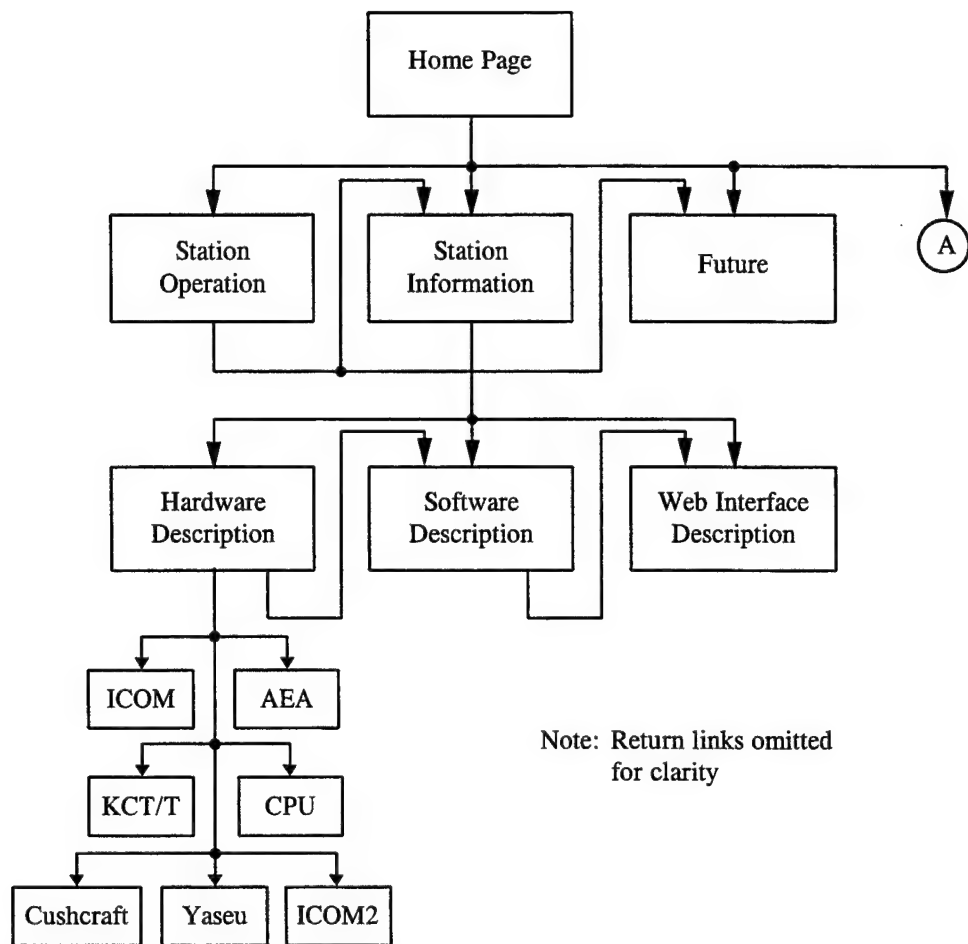 Home Page
Station
Operation
Station
Information
Future
A
Hardware
Description
Software
Description
Web Interface
Description
ICOM
AEA
Note: Return links omitted
for clarity
KCT/T
CPU
Cushcraft
Yaseu
ICOM2